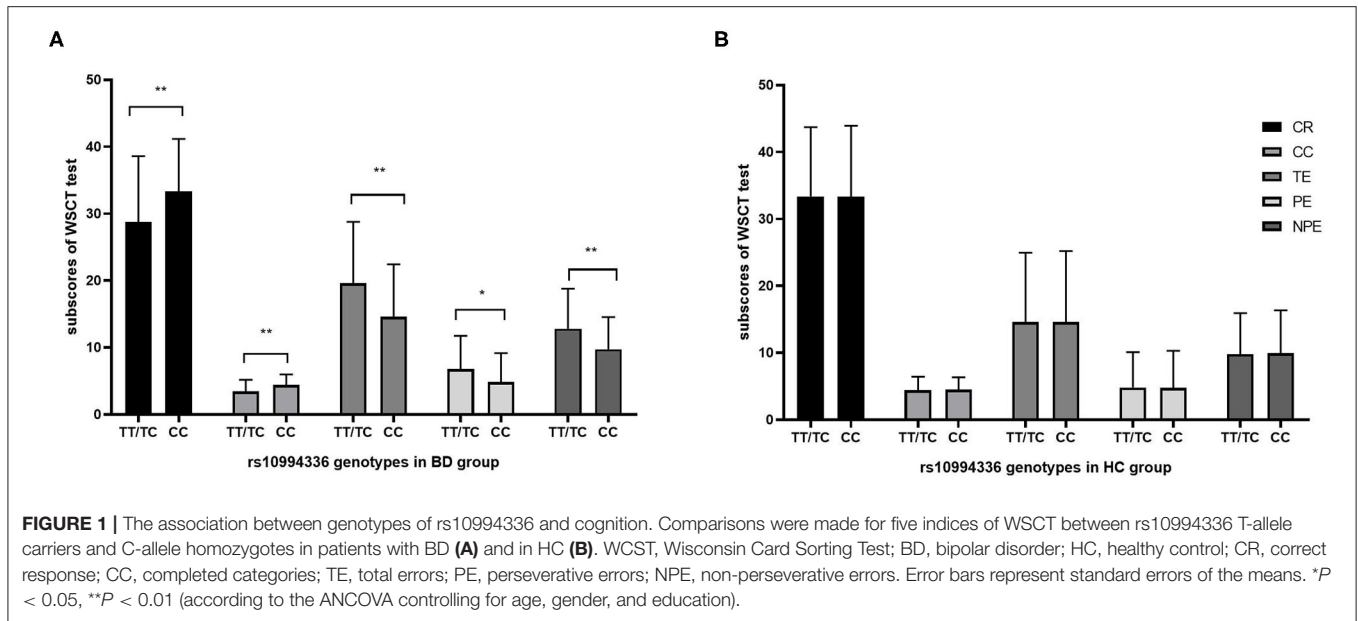 A
subscores of WSCT test
50
40
30
20
10
0
**
**
**
*
**
TT/TC CC TT/TC CC TT/TC CC TT/TC CC TT/TC CC
rs10994336 genotypes in BD group
B
subscores of WSCT test
50
40
30
20
10
0
CR
CC
TE
PE
NPE
TT/TC CC TT/TC CC TT/TC CC TT/TC CC TT/TC CC
rs10994336 genotypes in HC group
FIGURE 1 | The association between genotypes of rs10994336 and cognition. Comparisons were made for five indices of WSCT between rs10994336 T-allele
carriers and C-allele homozygotes in patients with BD (A) and in HC (B). WCST, Wisconsin Card Sorting Test; BD, bipolar disorder; HC, healthy control; CR, correct
response; CC, completed categories; TE, total errors; PE, perseverative errors; NPE, non-perseverative errors. Error bars represent standard errors of the means. *P
< 0.05, **P < 0.01 (according to the ANCOVA controlling for age, gender, and education).